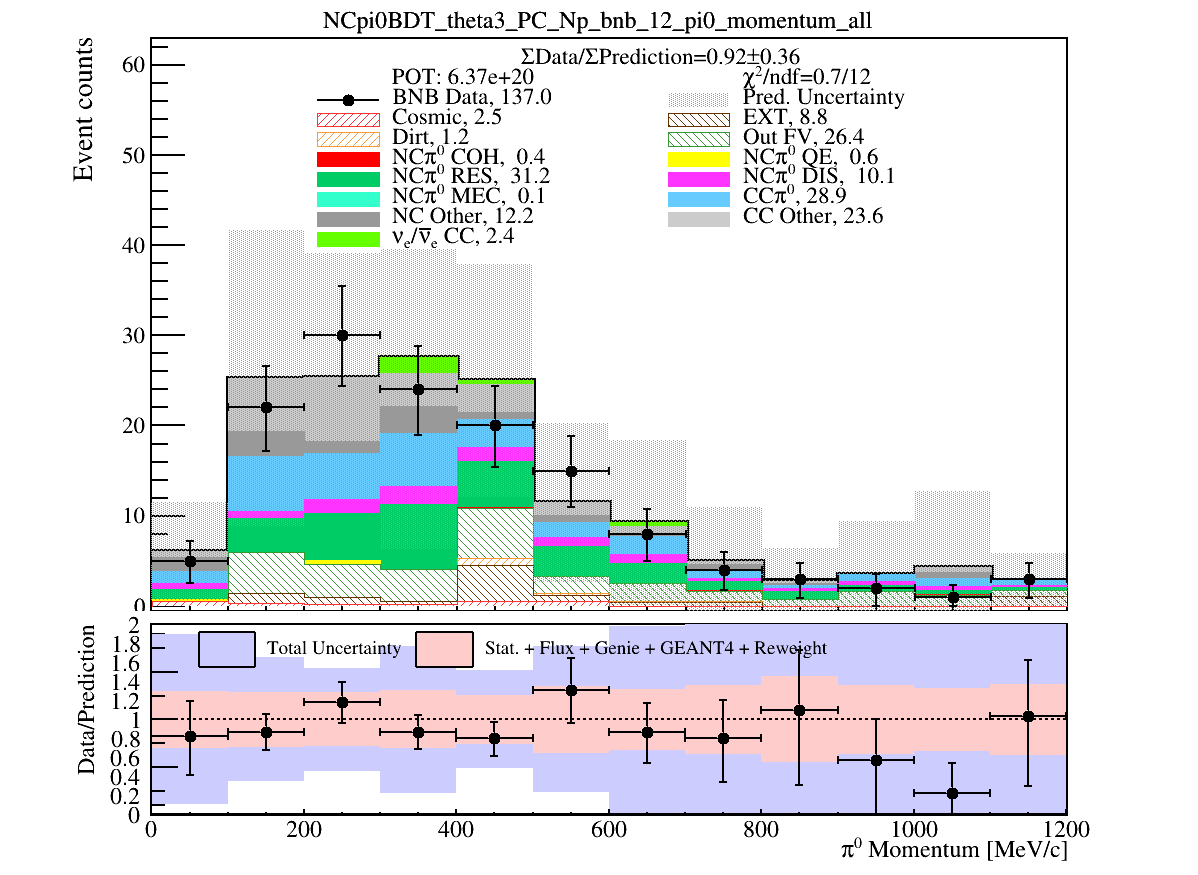 NCpi0BDT_theta3_PC_Np_bnb_12_pi0_momentum_all
ΣData/ΣPrediction=0.92±0.36
POT: 6.37e+20
χ²/ndf=0.7/12
BNB Data, 137.0
Pred. Uncertainty
Cosmic, 2.5
EXT, 8.8
Dirt, 1.2
Out FV, 26.4
NCπ⁰ COH, 0.4
NCπ⁰ QE, 0.6
NCπ⁰ RES, 31.2
NCπ⁰ DIS, 10.1
NCπ⁰ MEC, 0.1
CCπ⁰, 28.9
NC Other, 12.2
CC Other, 23.6
νₑ/ν̄ₑ CC, 2.4
Event counts
60
50
40
30
20
10
0
Total Uncertainty
Stat. + Flux + Genie + GEANT4 + Reweight
Data/Prediction
2
1.8
1.6
1.4
1.2
1
0.8
0.6
0.4
0.2
0
0 200 400 600 800 1000 1200
π⁰ Momentum [MeV/c]